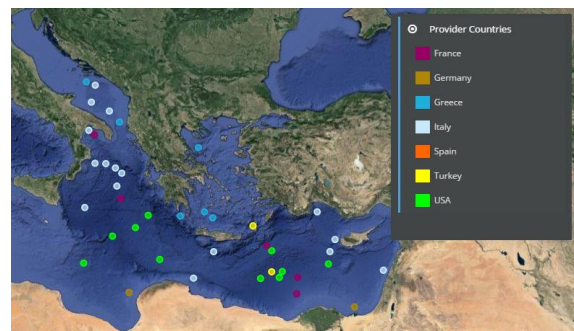 Provider Countries
France
Germany
Greece
Italy
Spain
Turkey
USA